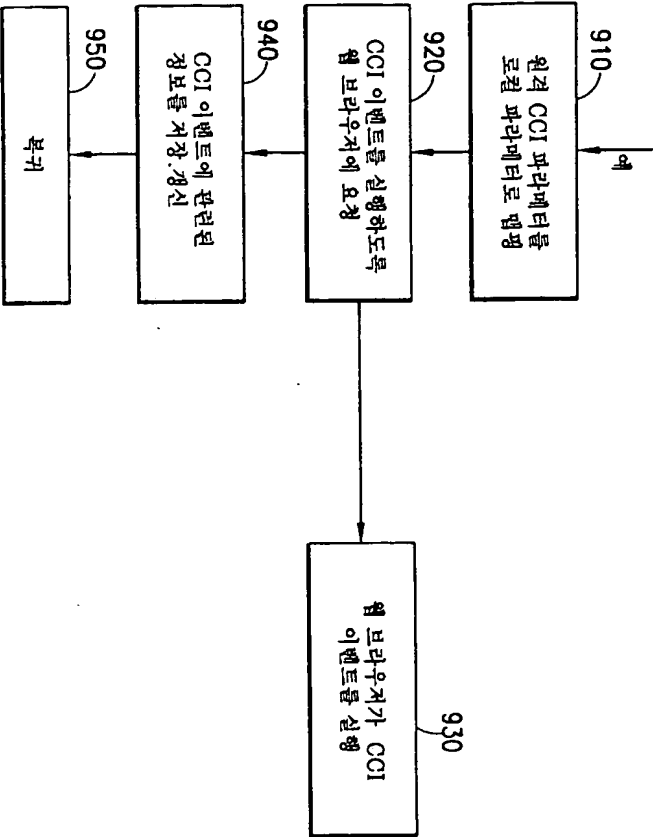 예
910
원격 CCI 파라메터를
로컬 파라메터로 맵핑
920
CCI 이벤트를 실행하도록
웹 브라우저에 요청
930
웹 브라우저가 CCI
이벤트를 실행
940
CCI 이벤트에 관련된
정보를 저장.갱신
950
복귀